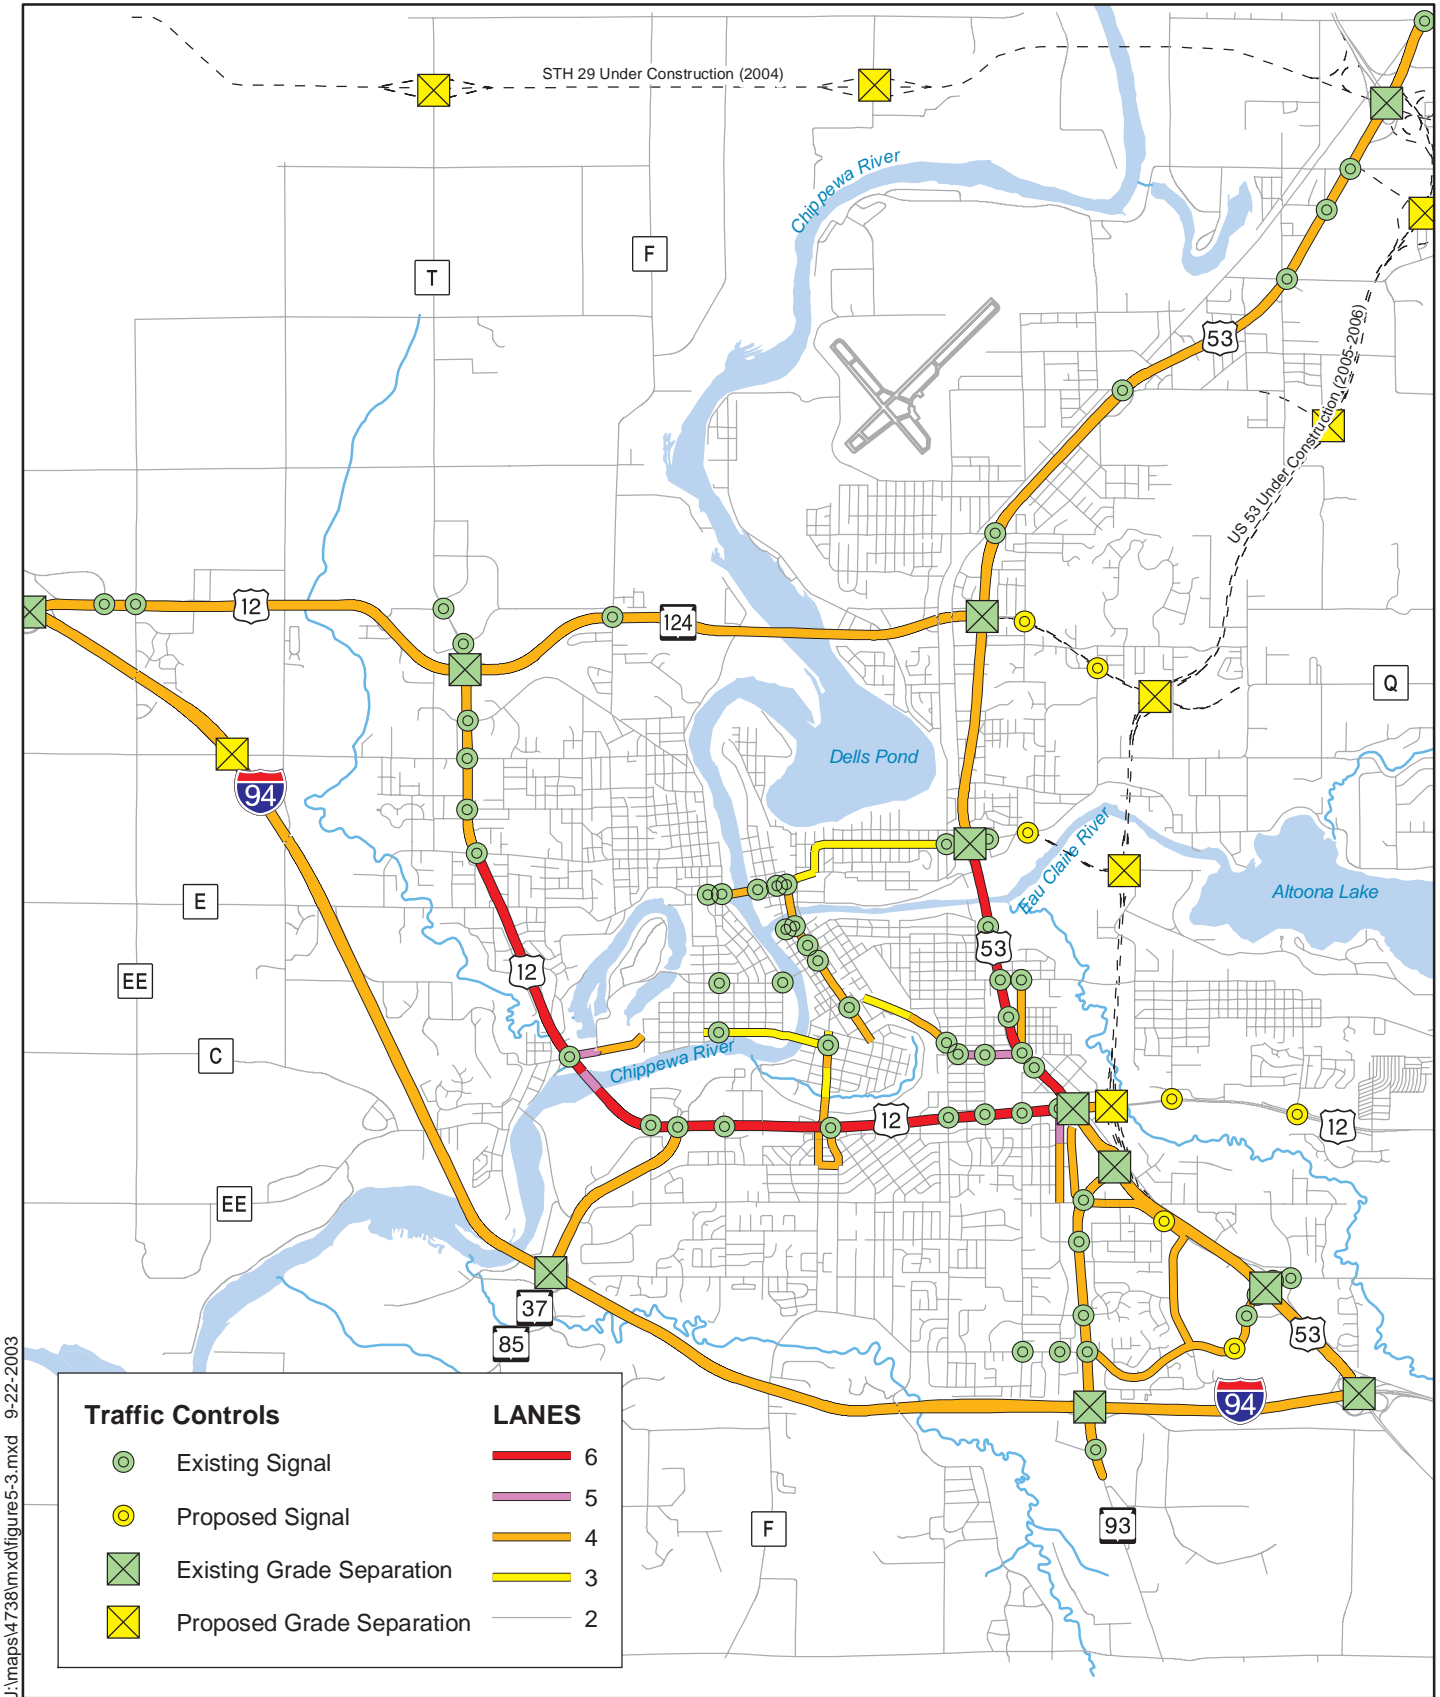 STH 29 Under Construction (2004)
Chippewa River
F
T
53
US 53 Under Construction (2005-2006)
12
124
Q
Dells Pond
94
Eau Claire River
Altoona Lake
E
53
12
EE
C
Chippewa River
12
12
EE
37
53
85
94
93
F
Traffic Controls
Existing Signal
Proposed Signal
Existing Grade Separation
Proposed Grade Separation
LANES
6
5
4
3
2
J:\maps\4738\mxd\figure5-3.mxd 9-22-2003